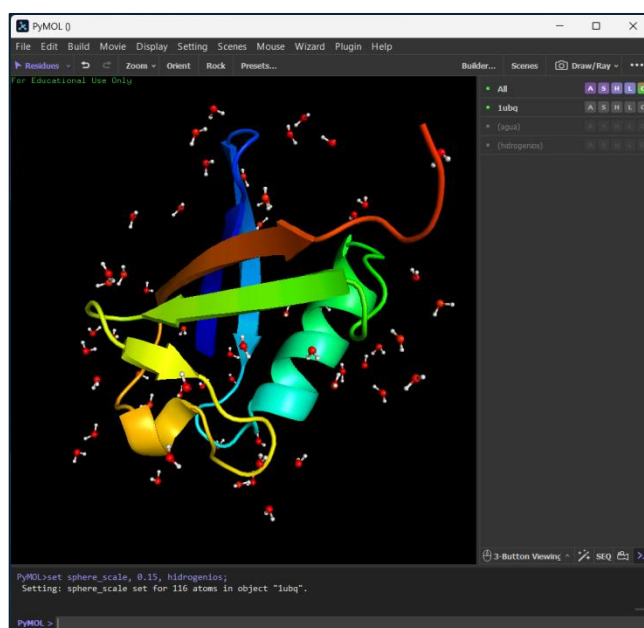 PyMOL ()
File Edit Build Movie Display Setting Scenes Mouse Wizard Plugin Help
Residues Zoom Orient Rock Presets... Builder... Scenes Draw/Ray
For Educational Use Only
All A S H L C
1ubq A S H L C
(agua) A S H L C
(hidrogenios) A S H L C
3-Button Viewing SEQ
PyMOL>set sphere_scale, 0.15, hidrogenios;
Setting: sphere_scale set for 116 atoms in object "1ubq".
PyMOL >